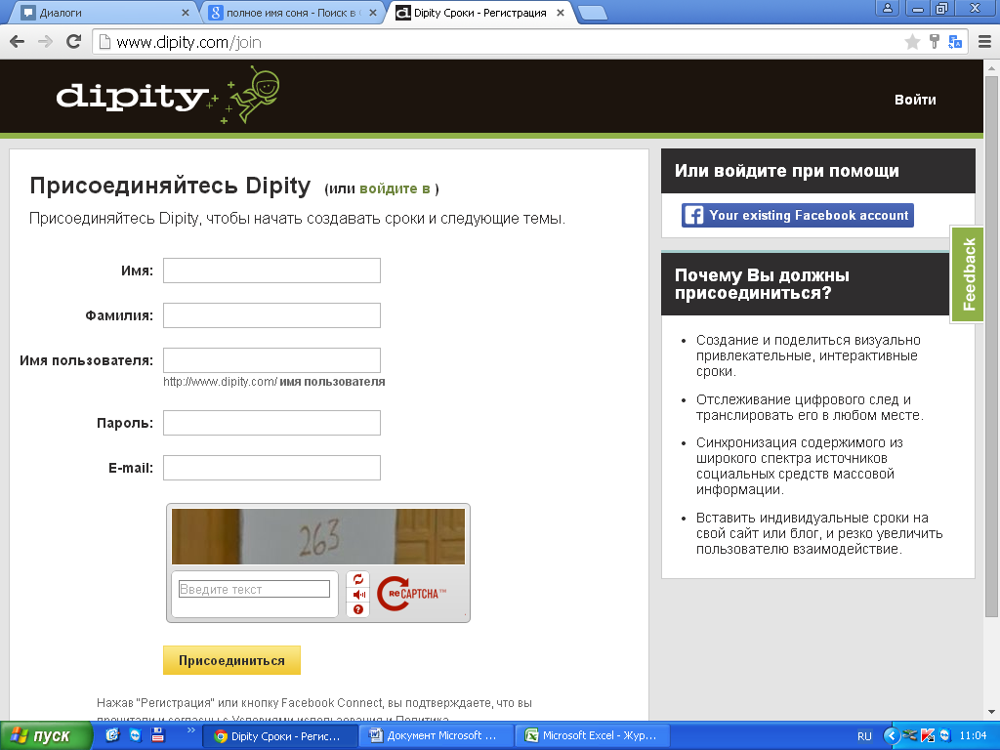 Диалоги
полное имя соня - Поиск в
Dipity Сроки - Регистрация
www.dipity.com/join
dipity
Войти
Присоединяйтесь Dipity (или войдите в )
Присоединяйтесь Dipity, чтобы начать создавать сроки и следующие темы.
Имя:
Фамилия:
Имя пользователя:
http://www.dipity.com/ имя пользователя
Пароль:
E-mail:
263
Введите текст
reCAPTCHA™
Присоединиться
Нажав "Регистрация" или кнопку Facebook Connect, вы подтверждаете, что вы
прочитали и согласны с Условиями использования и Политика
Или войдите при помощи
Your existing Facebook account
Feedback
Почему Вы должны
присоединиться?
Создание и поделиться визуально
привлекательные, интерактивные
сроки.
Отслеживание цифрового след и
транслировать его в любом месте.
Синхронизация содержимого из
широкого спектра источников
социальных средств массовой
информации.
Вставить индивидуальные сроки на
свой сайт или блог, и резко увеличить
пользователю взаимодействие.
пуск
Dipity Сроки - Регис...
Документ Microsoft ...
Microsoft Excel - Жур...
RU
11:04